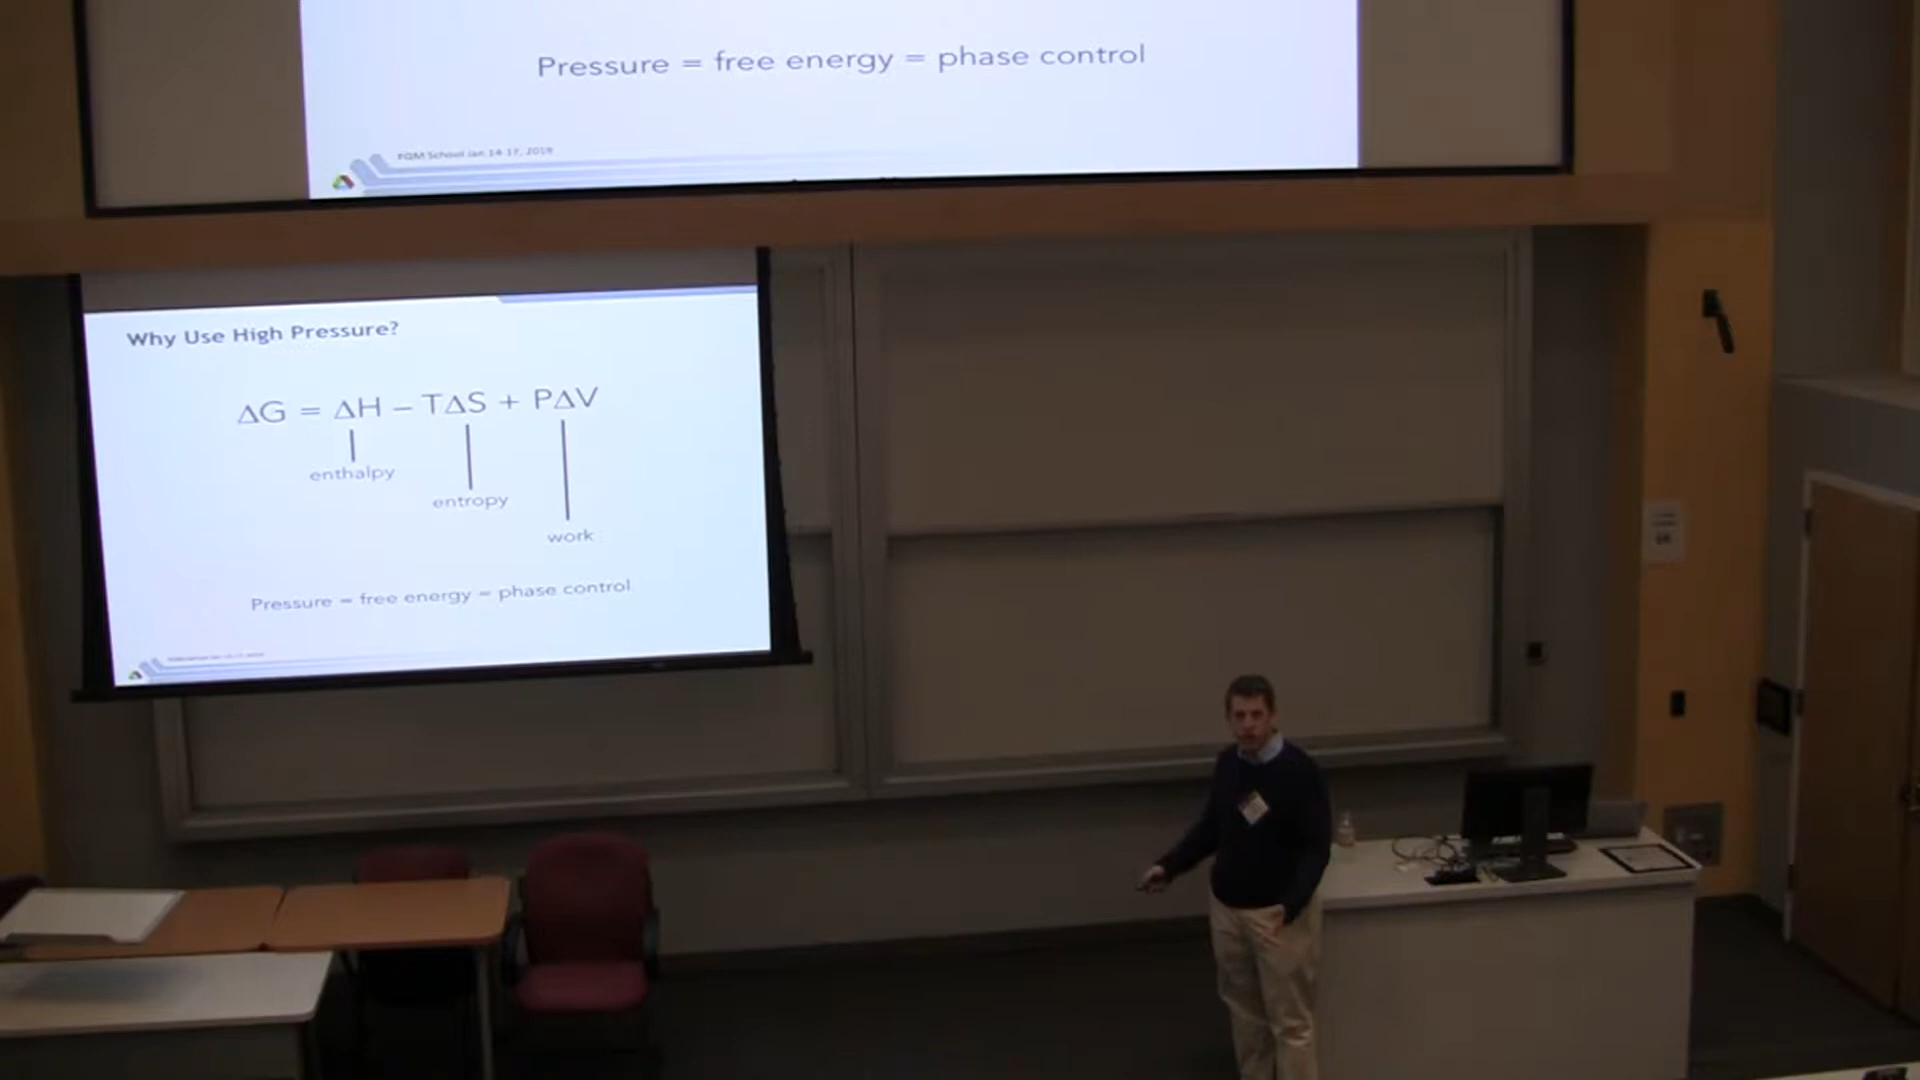 Pressure = free energy = phase control
FQM School Jan 14-17, 2019
Why Use High Pressure?
ΔG = ΔH – TΔS + PΔV
enthalpy
entropy
work
Pressure = free energy = phase control